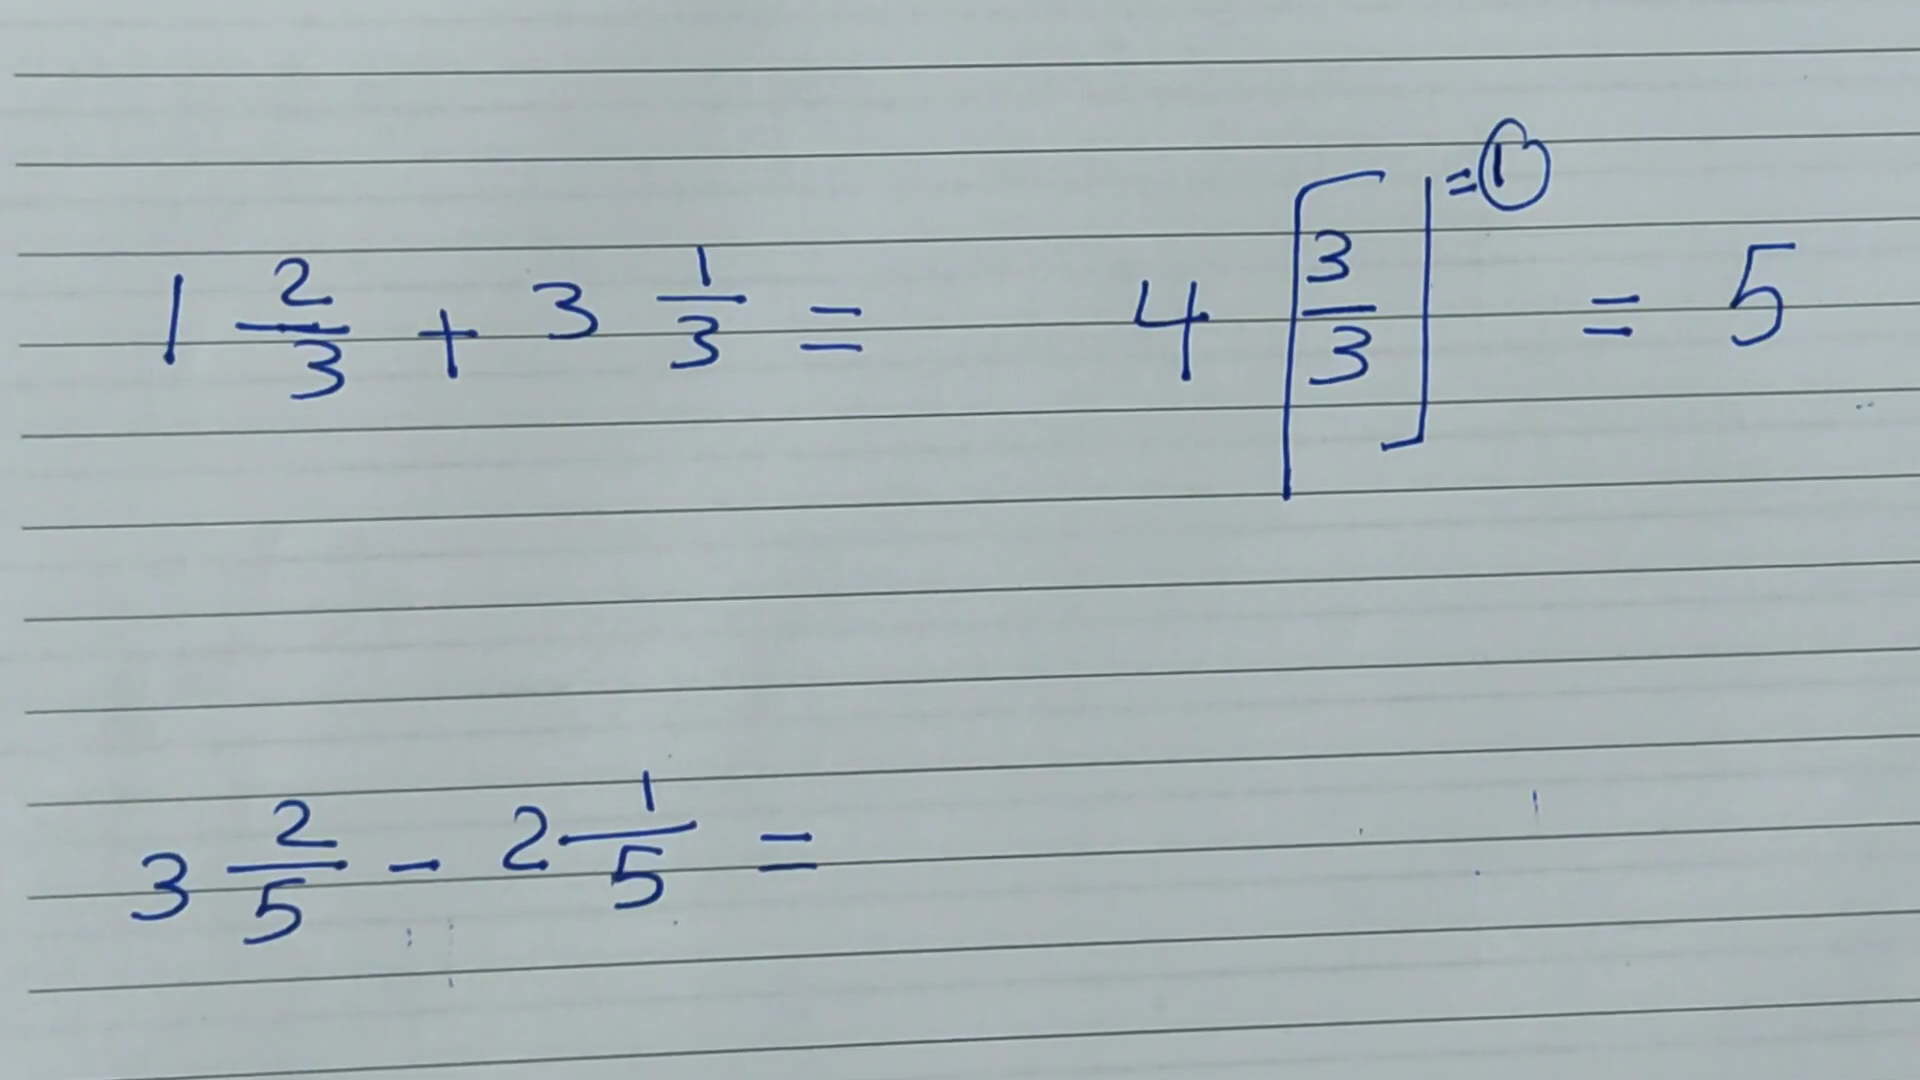 1 2/3 + 3 1/3 = 4 [3/3] = ① = 5
3 2/5 - 2 1/5 =